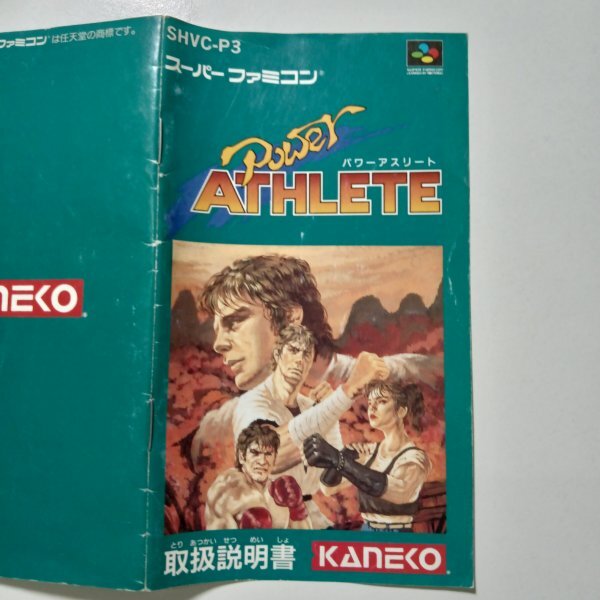 ファミコンは任天堂の商標です。
NEKO
SHVC-P3
スーパーファミコン
Power
パワーアスリート
ATHLETE
とり あつかい せつ めい しょ
取扱説明書
KANEKO